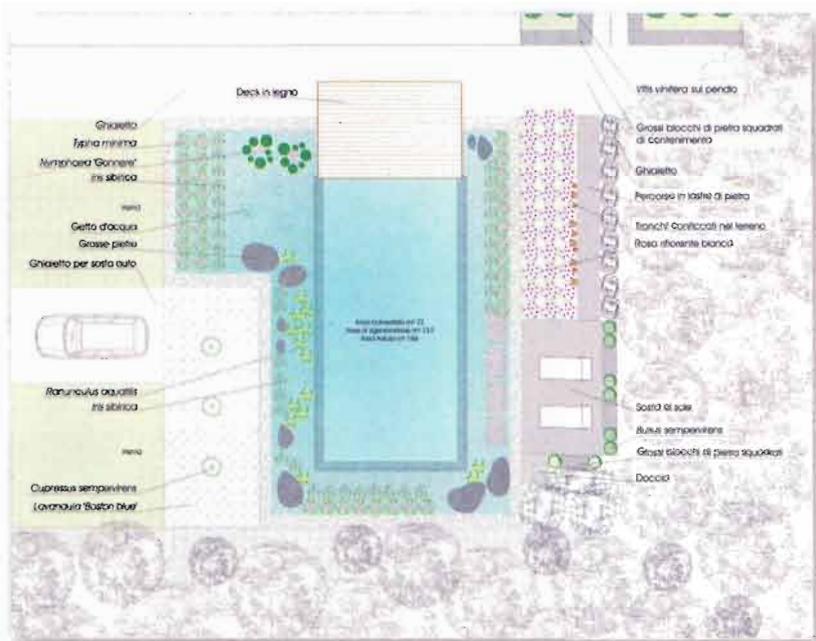 Deck in legno
Ghiaietto
Typha minima
Nymphaea 'Gonnere'
Iris sibirica
Getto d'acqua
Grosse pietre
Ghiaietto per sosta auto
Ranunculus aquatilis
Iris sibirica
Cupressus sempervirens
Lavandula 'Boston blue'
Vitis vinifera sul pendio
Grossi blocchi di pietra squadrati
di contenimento
Ghiaietto
Percorso in lastre di pietra
Tronchi conficcati nel terreno
Rosa rifiorente bianca
Sosta al sole
Buxus sempervirens
Grossi blocchi di pietra squadrati
Doccia